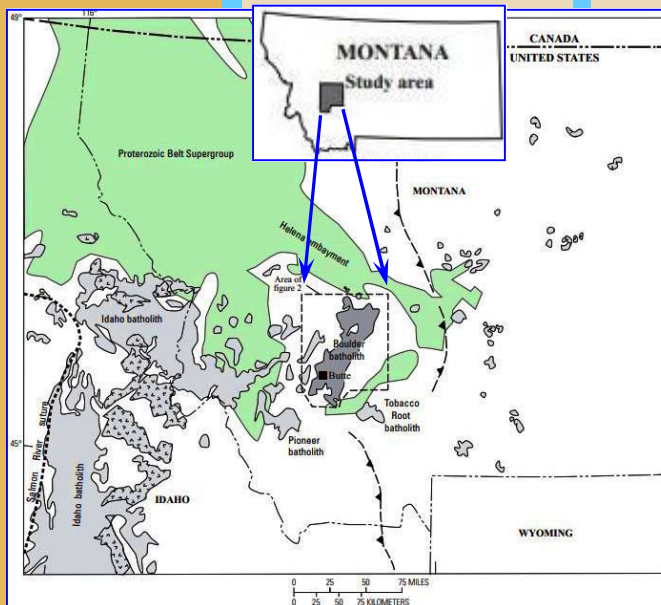 49°
116°
CANADA
UNITED STATES
MONTANA
Study area
Proterozoic Belt Supergroup
MONTANA
Helena embayment
Area of
figure 2
Idaho batholith
Boulder
batholith
Butte
Tobacco
Root
batholith
Pioneer
batholith
45°
Salmon River suture
Idaho batholith
IDAHO
WYOMING
0 25 50 75 MILES
0 25 50 75 KILOMETERS